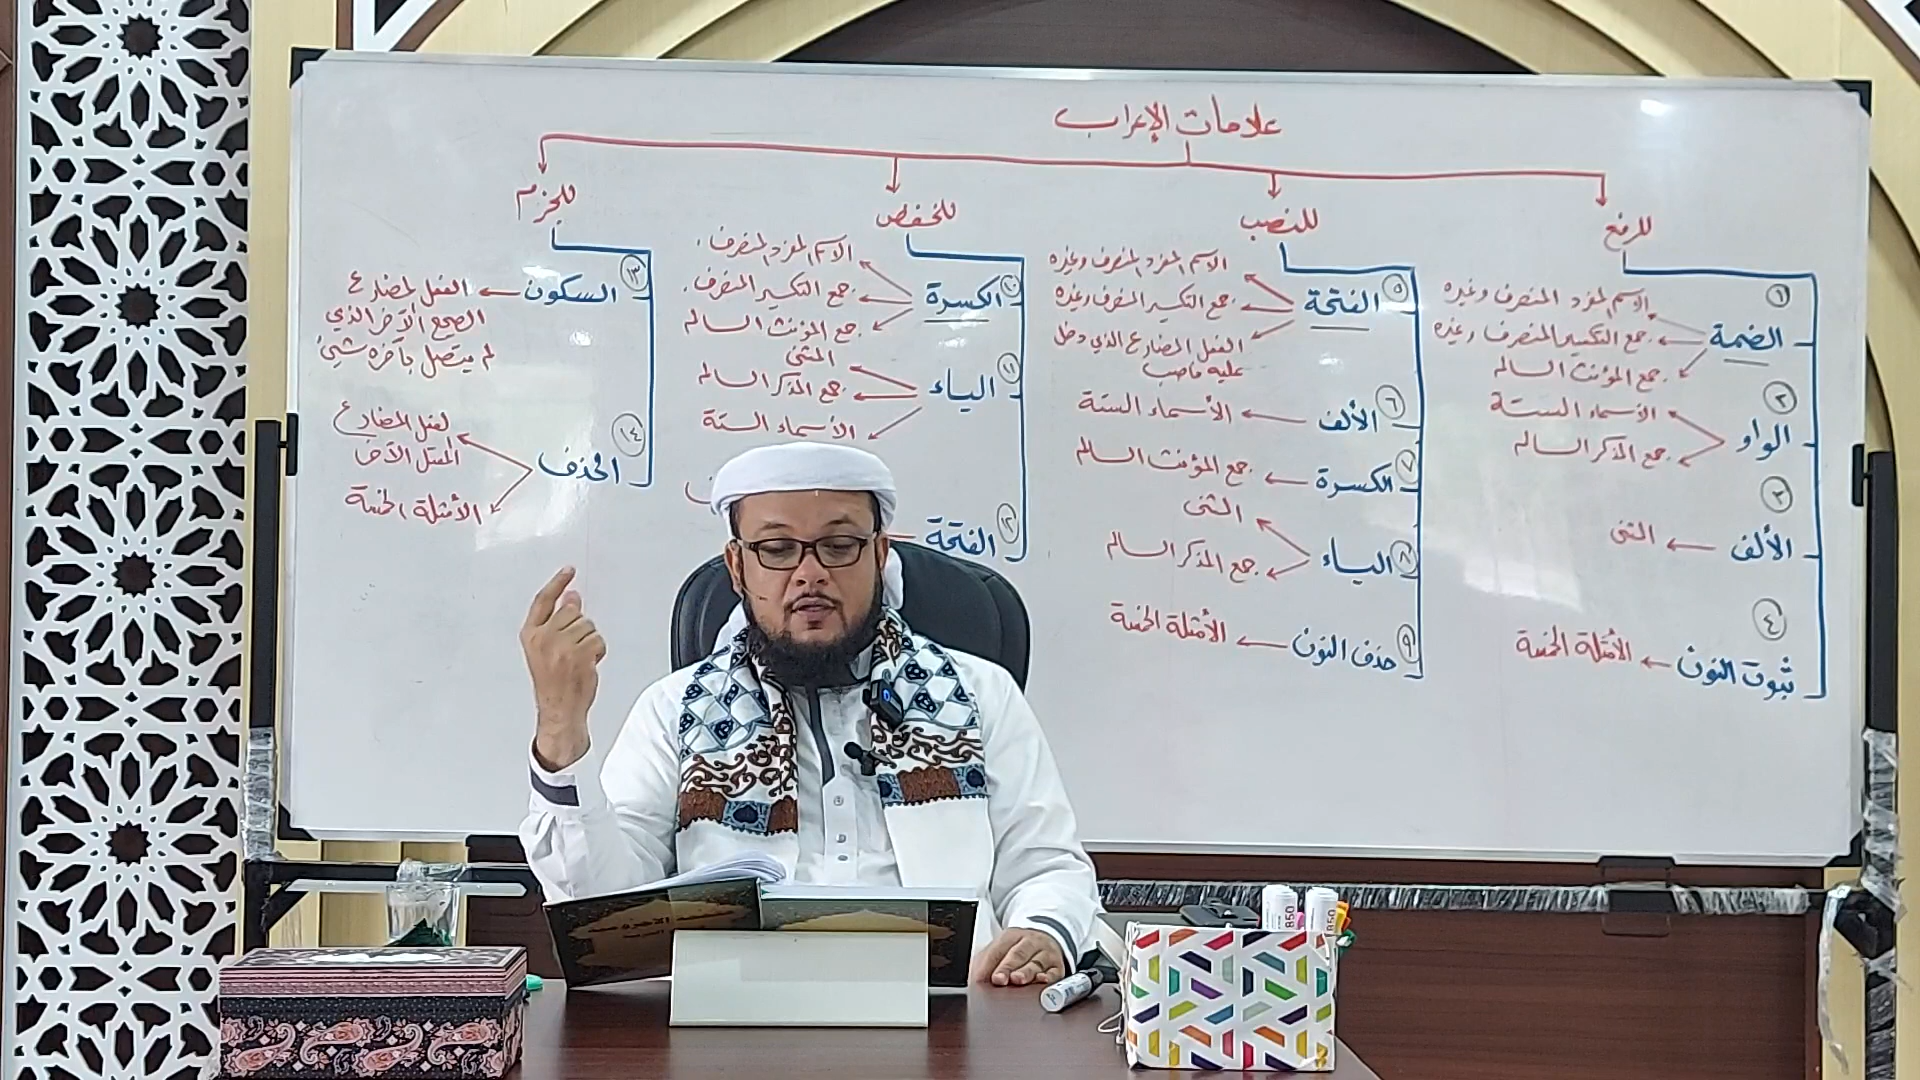 علامات الإعراب
للرفع
١
الضمة
الاسم المفرد المنصرف وغيره
جمع التكسير المنصرف وغيره
جمع المؤنث السالم
٢
الواو
الأسماء الستة
جمع المذكر السالم
٣
الألف
المثنى
٤
ثبوت النون
الأمثلة الخمسة
للنصب
٥
الفتحة
الاسم المفرد المنصرف وغيره
جمع التكسير المنصرف وغيره
الفعل المضارع الذي دخل
عليه ناصب
٦
الألف
الأسماء الستة
٧
الكسرة
جمع المؤنث السالم
٨
الياء
المثنى
جمع المذكر السالم
٩
حذف النون
الأمثلة الخمسة
للخفض
١٠
الكسرة
الاسم المفرد المنصرف.
جمع التكسير المنصرف.
جمع المؤنث السالم
١١
الياء
المثنى
جمع المذكر السالم
الأسماء الستة
١٢
الفتحة
للجزم
١٣
السكون
الفعل المضارع
الصحيح الآخر الذي
لم يتصل بآخره شيئ
١٤
الحذف
لفعل المضارع
المعتل الآخر
الأمثلة الخمسة
850
850